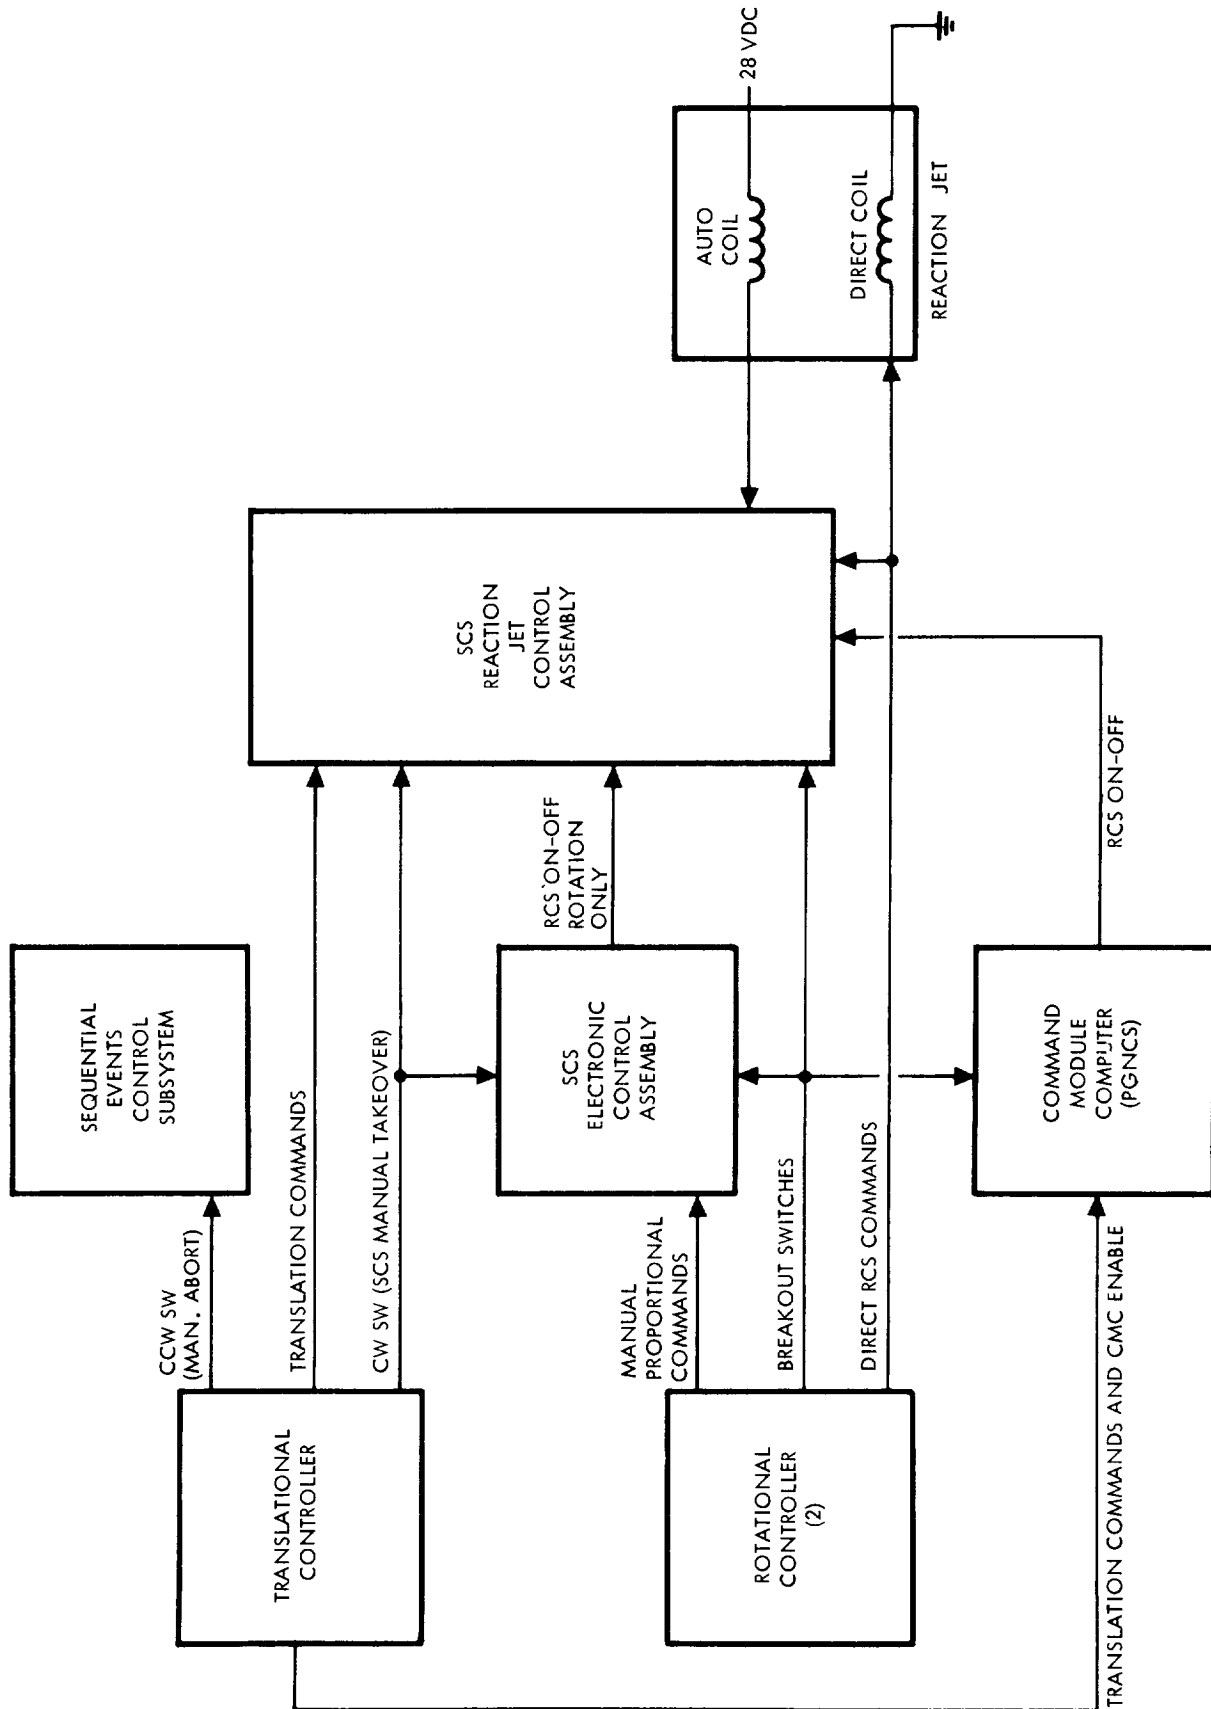 SEQUENTIAL
EVENTS
CONTROL
SUBSYSTEM
CCW SW
(MAN. ABORT)
TRANSLATIONAL
CONTROLLER
TRANSLATION COMMANDS
CW SW (SCS MANUAL TAKEOVER)
SCS
REACTION
JET
CONTROL
ASSEMBLY
28 VDC
AUTO
COIL
DIRECT COIL
REACTION JET
RCS ON-OFF
ROTATION
ONLY
SCS
ELECTRONIC
CONTROL
ASSEMBLY
MANUAL
PROPORTIONAL
COMMANDS
ROTATIONAL
CONTROLLER
(2)
BREAKOUT SWITCHES
DIRECT RCS COMMANDS
COMMAND
MODULE
COMPUTER
(PGNCS)
RCS ON-OFF
TRANSLATION COMMANDS AND CMC ENABLE